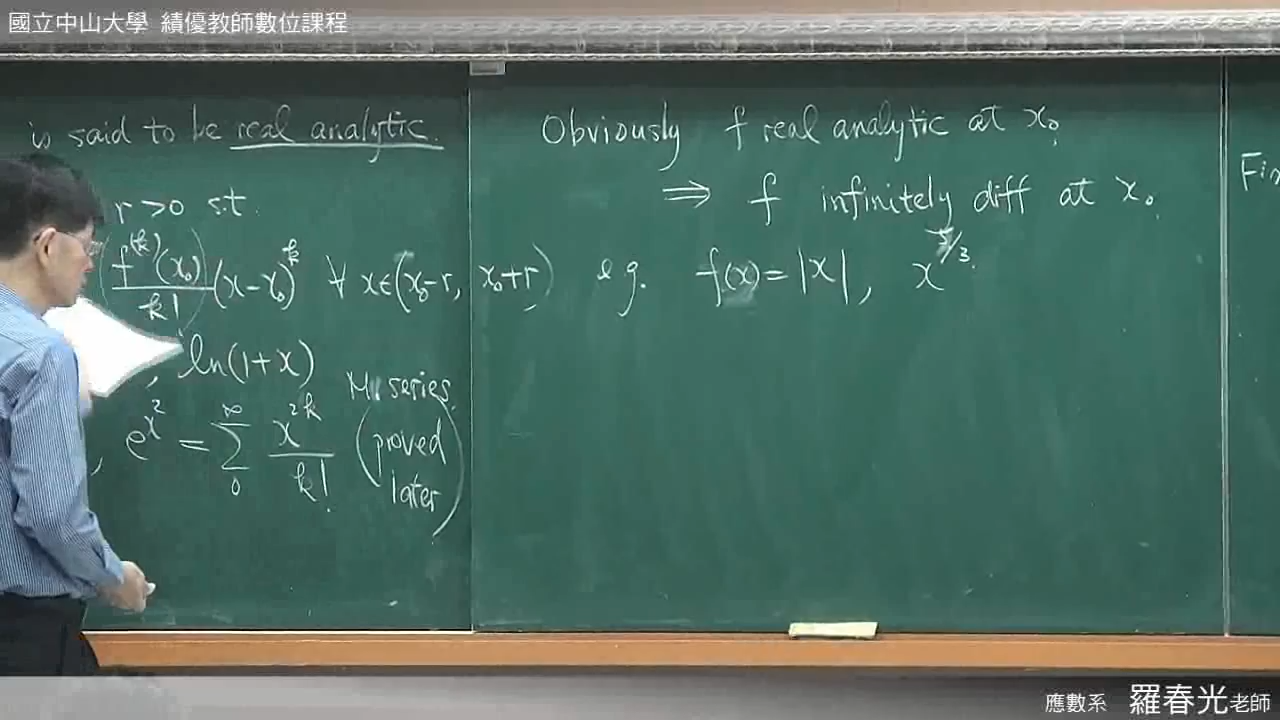 國立中山大學 績優教師數位課程
is said to be real analytic.
r>0 s.t.
f^(k)(x₀)/k! (x-x₀)^k ∀ x∈(x₀-r, x₀+r)
, ln(1+x)
, e^{x^2} = ∑_0^∞ x^{2k}/k! (proved later)
series
Obviously f real analytic at x₀
⇒ f infinitely diff at x₀.
e.g. f(x)=|x|, x^{5/3}.
應數系 羅春光老師